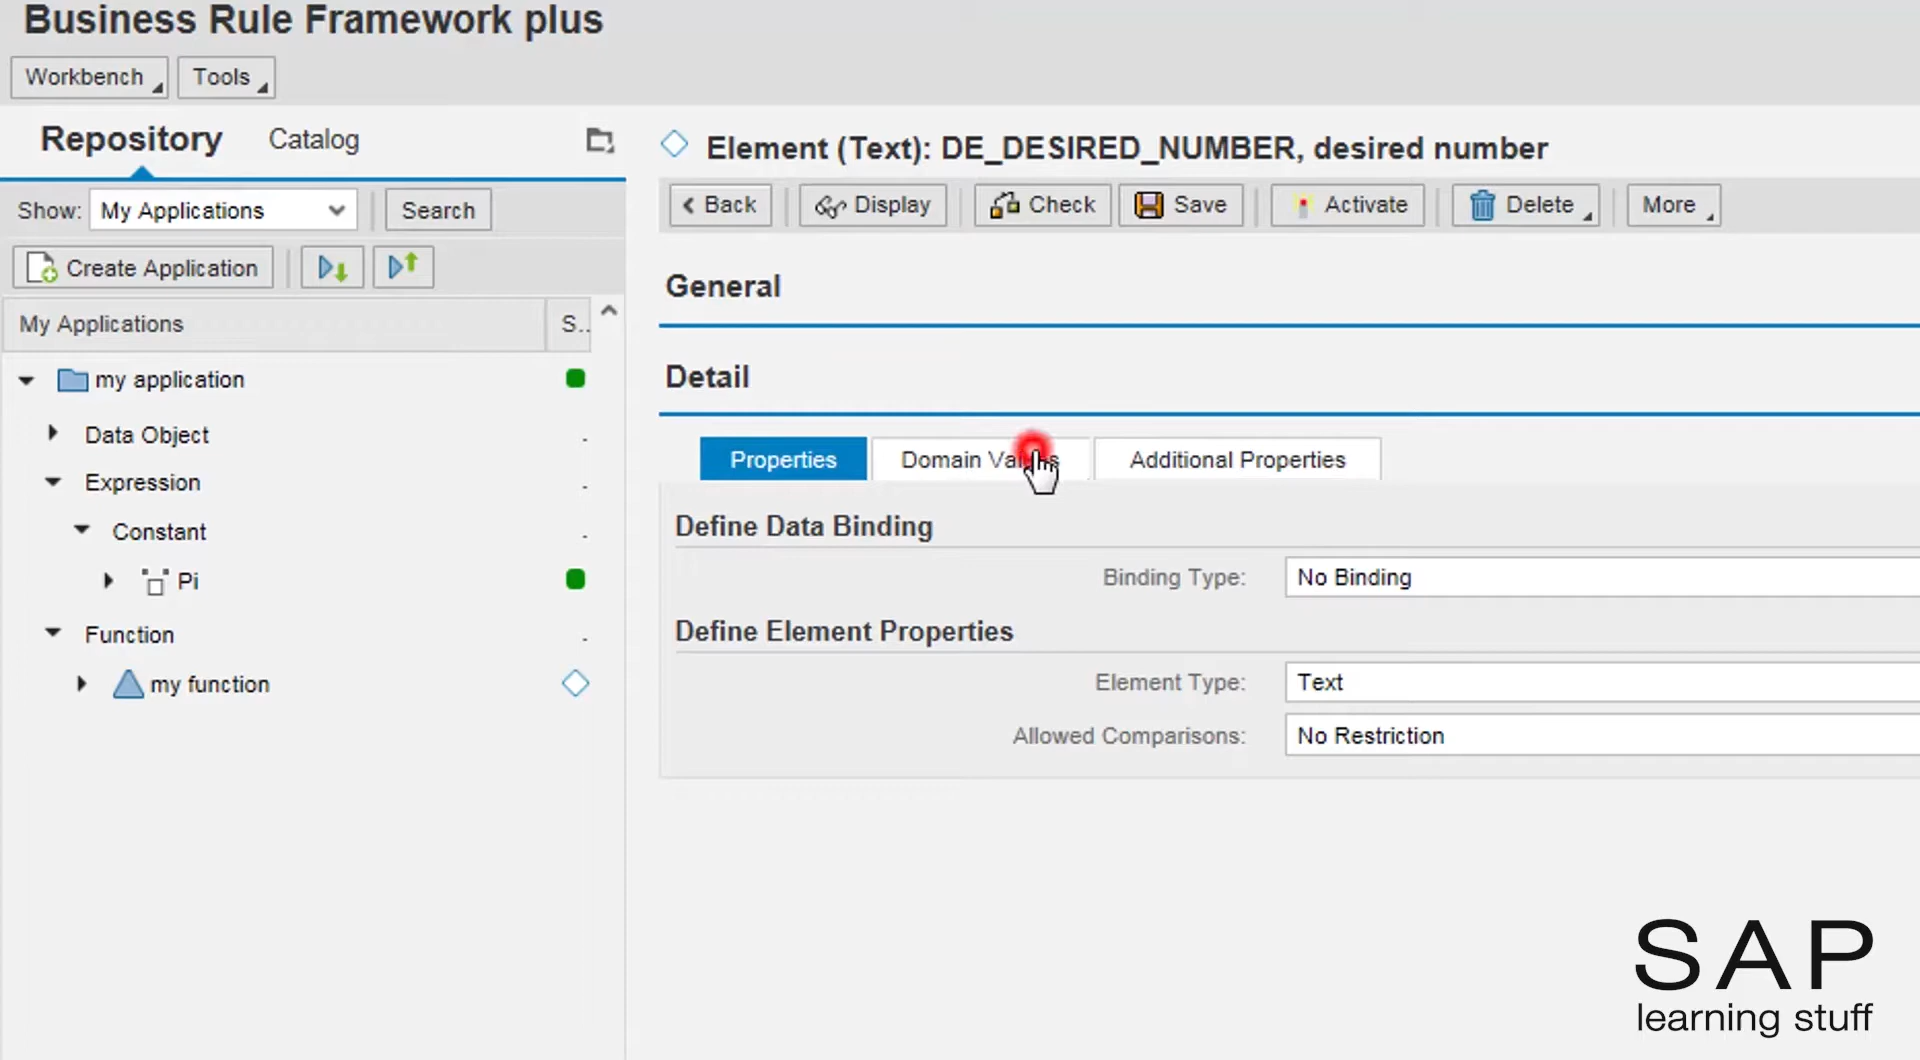 Business Rule Framework plus
Workbench Tools
Repository Catalog
Show: My Applications Search
Create Application
My Applications S..
my application
Data Object .
Expression .
Constant .
Pi
Function .
my function
Element (Text): DE_DESIRED_NUMBER, desired number
Back Display Check Save Activate Delete More
General
Detail
Properties Domain Values Additional Properties
Define Data Binding
Binding Type: No Binding
Define Element Properties
Element Type: Text
Allowed Comparisons: No Restriction
SAP
learning stuff